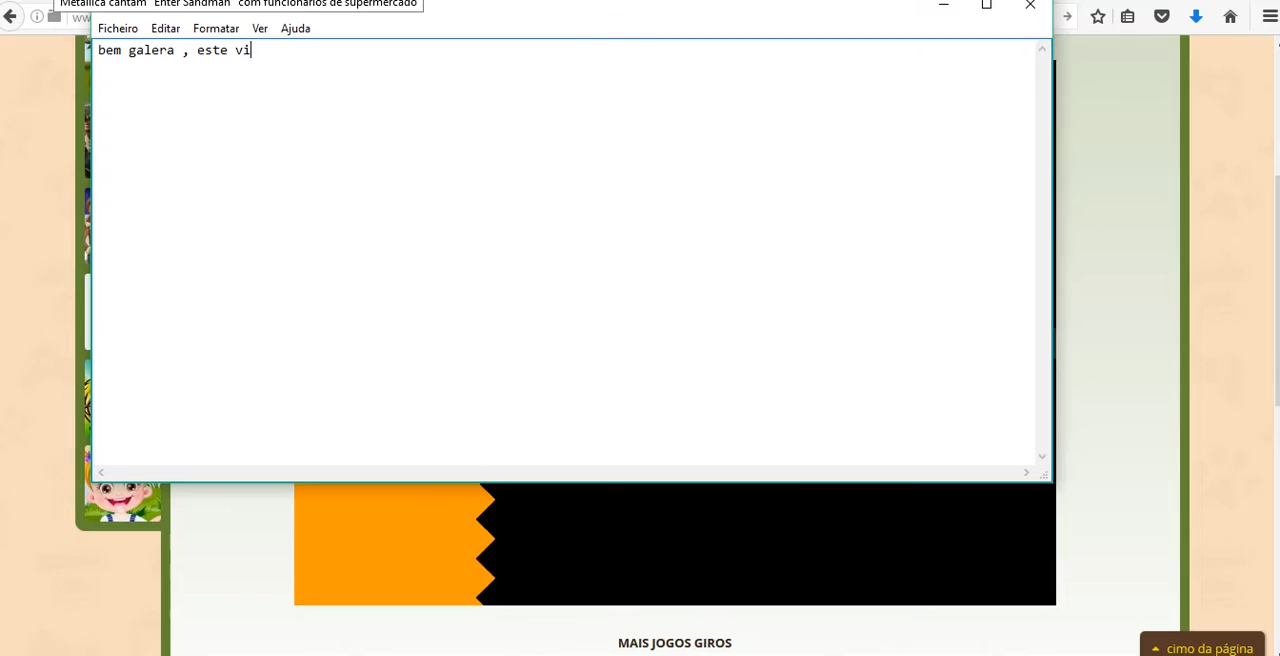 Metallica cantam "Enter Sandman" com funcionários de supermercado
ww
Ficheiro Editar Formatar Ver Ajuda
bem galera , este vi
MAIS JOGOS GIROS
cimo da página